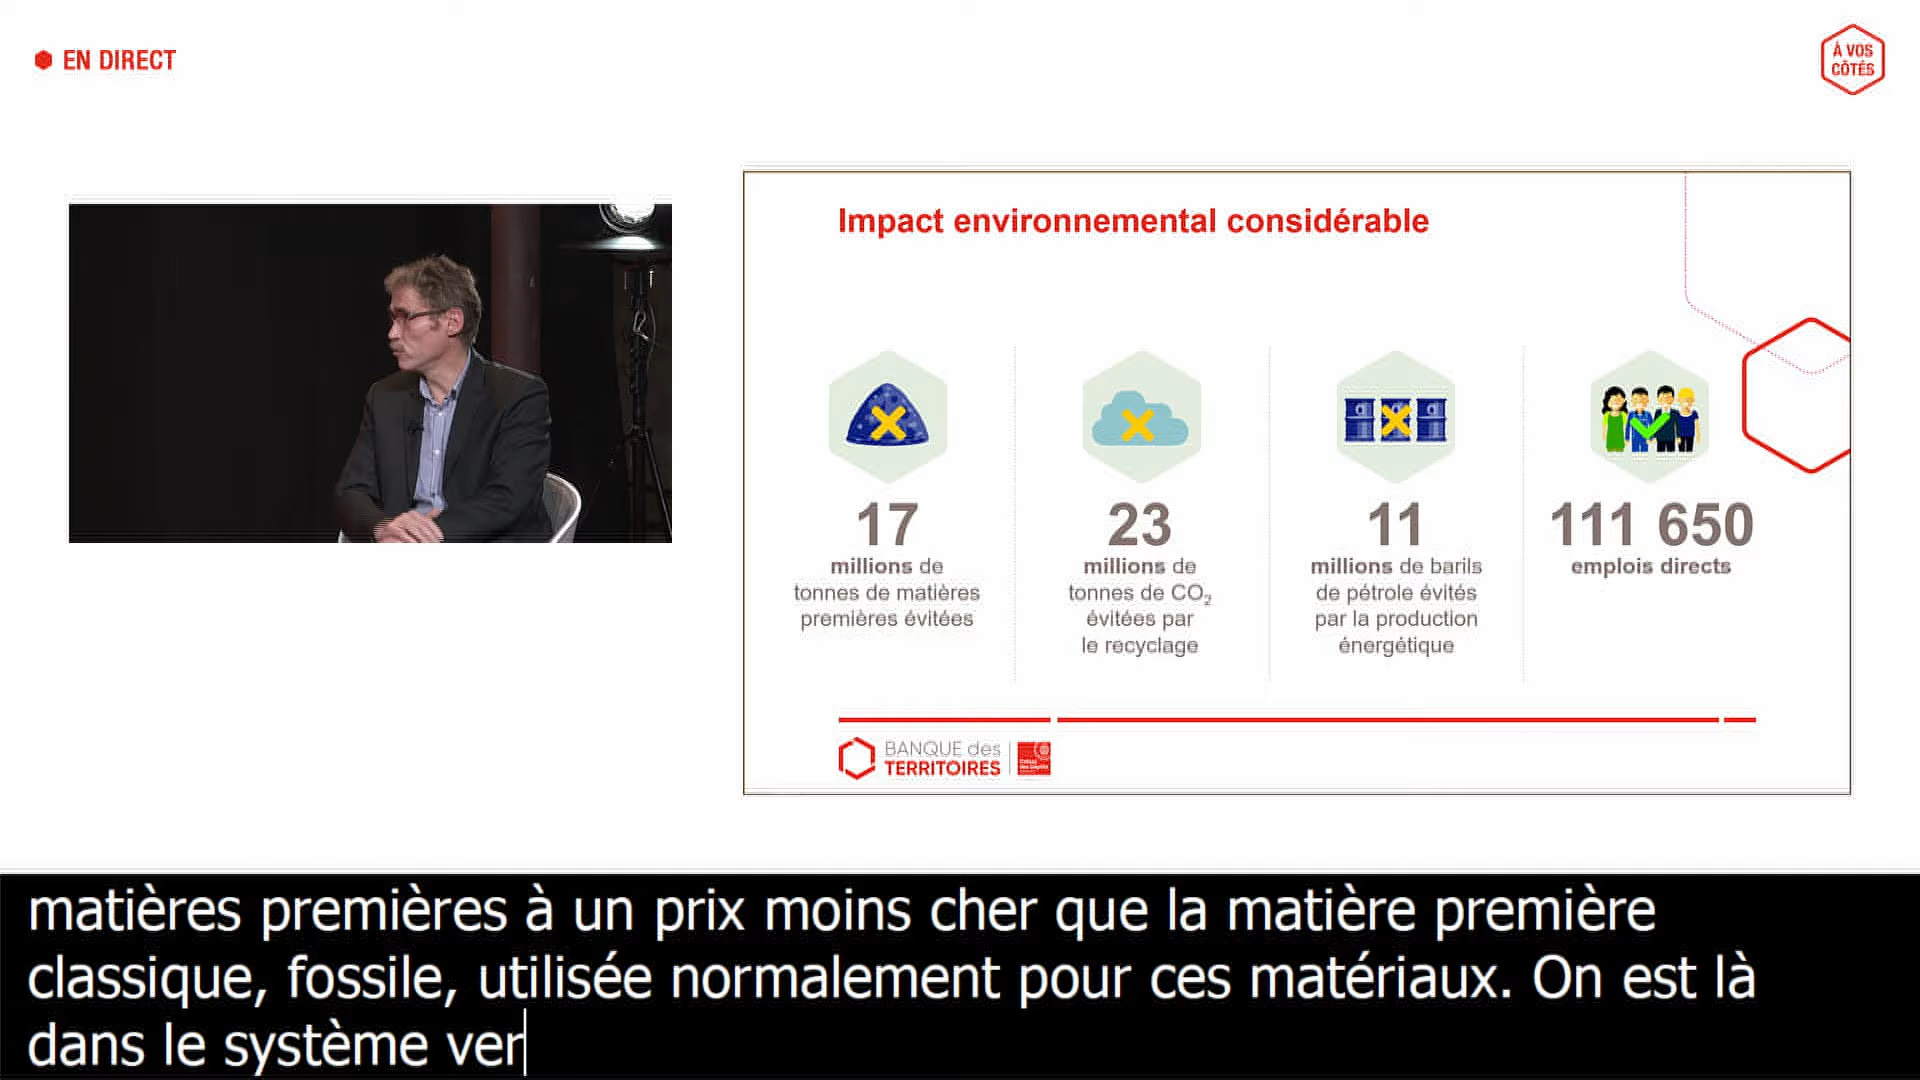 EN DIRECT
À VOS
CÔTÉS
Impact environnemental considérable
17
millions de
tonnes de matières
premières évitées
23
millions de
tonnes de CO₂
évitées par
le recyclage
11
millions de barils
de pétrole évités
par la production
énergétique
111 650
emplois directs
BANQUE des
TERRITOIRES
matières premières à un prix moins cher que la matière première
classique, fossile, utilisée normalement pour ces matériaux. On est là
dans le système ver